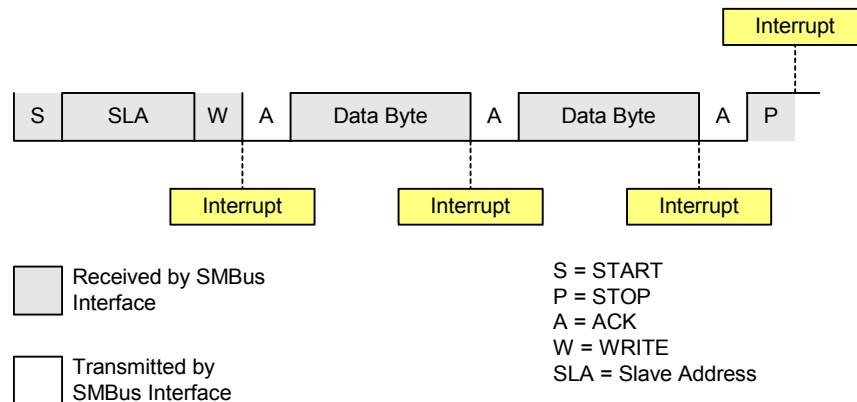 Interrupt
S SLA W A Data Byte A Data Byte A P
Interrupt Interrupt Interrupt
Received by SMBus
Interface
Transmitted by
SMBus Interface
S = START
P = STOP
A = ACK
W = WRITE
SLA = Slave Address